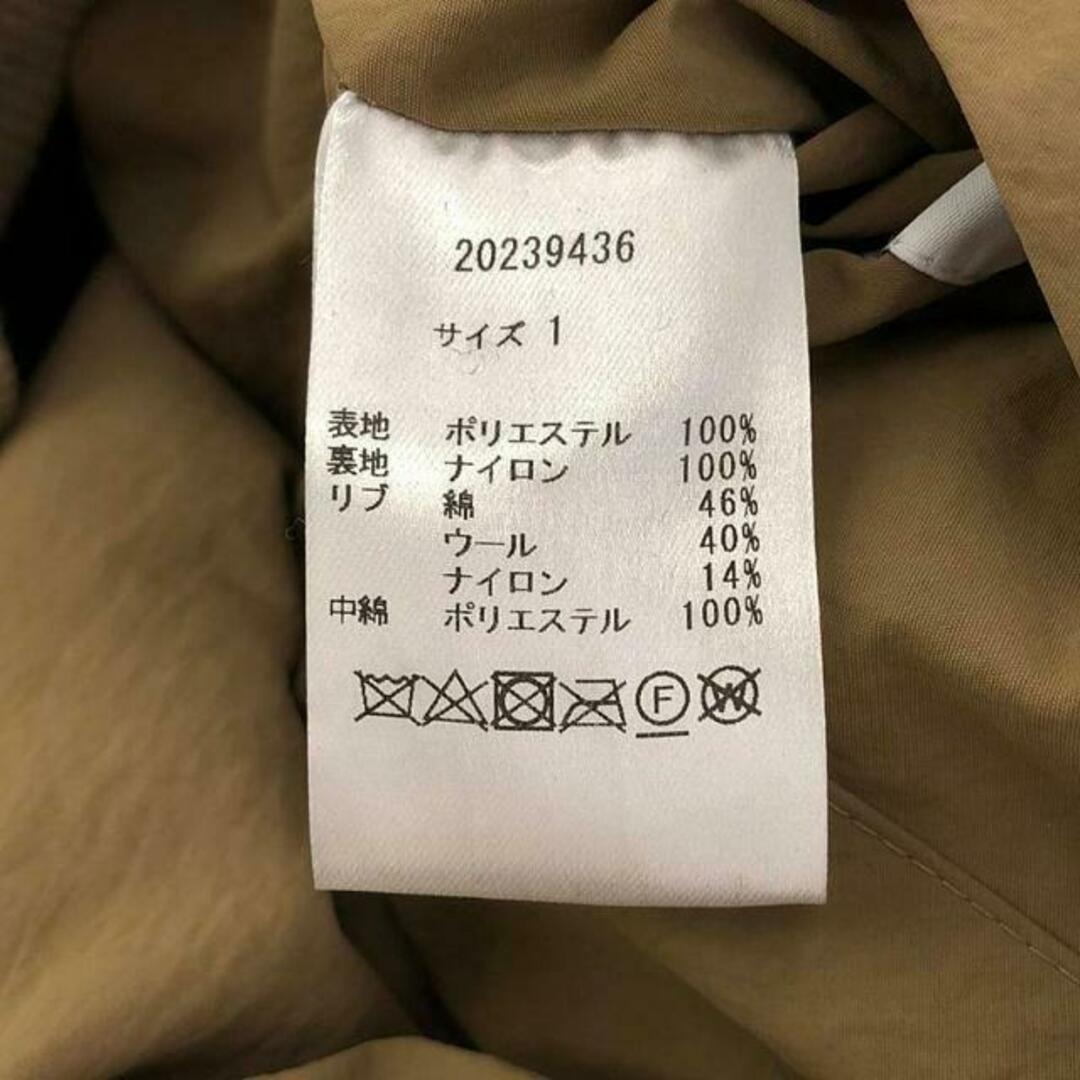 20239436
サイズ 1
表地 ポリエステル 100%
裏地 ナイロン 100%
リブ 綿 46%
ウール 40%
ナイロン 14%
中綿 ポリエステル 100%
F W